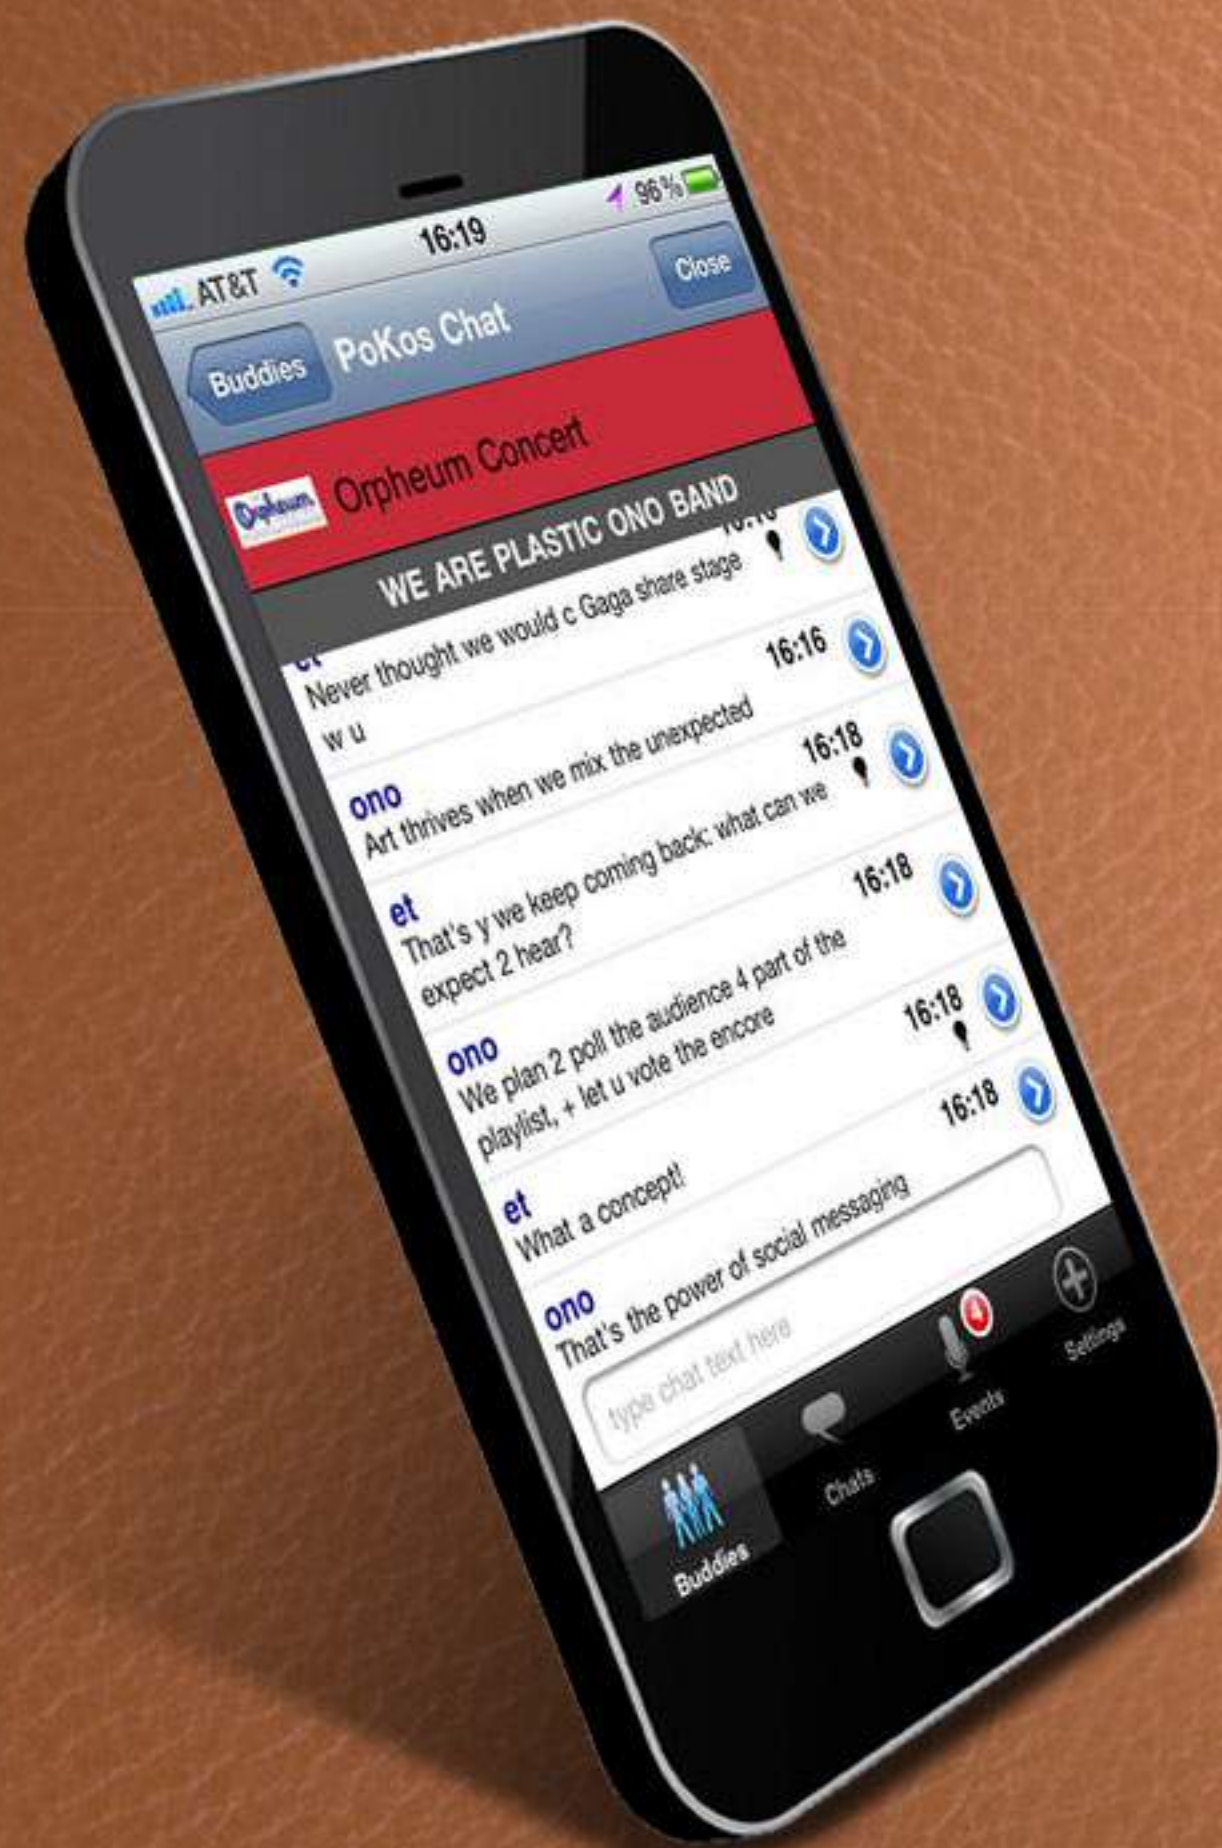 AT&T
16:19
96%
Buddies
PoKos Chat
Close
Orpheum
Orpheum Concert
WE ARE PLASTIC ONO BAND
et
Never thought we would c Gaga share stage
w u
ono
16:16
Art thrives when we mix the unexpected
et
16:18
That's y we keep coming back: what can we
expect 2 hear?
ono
16:18
We plan 2 poll the audience 4 part of the
playlist, + let u vote the encore
et
16:18
What a concept!
ono
16:18
That's the power of social messaging
type chat text here
Buddies
Chats
4
Events
Settings